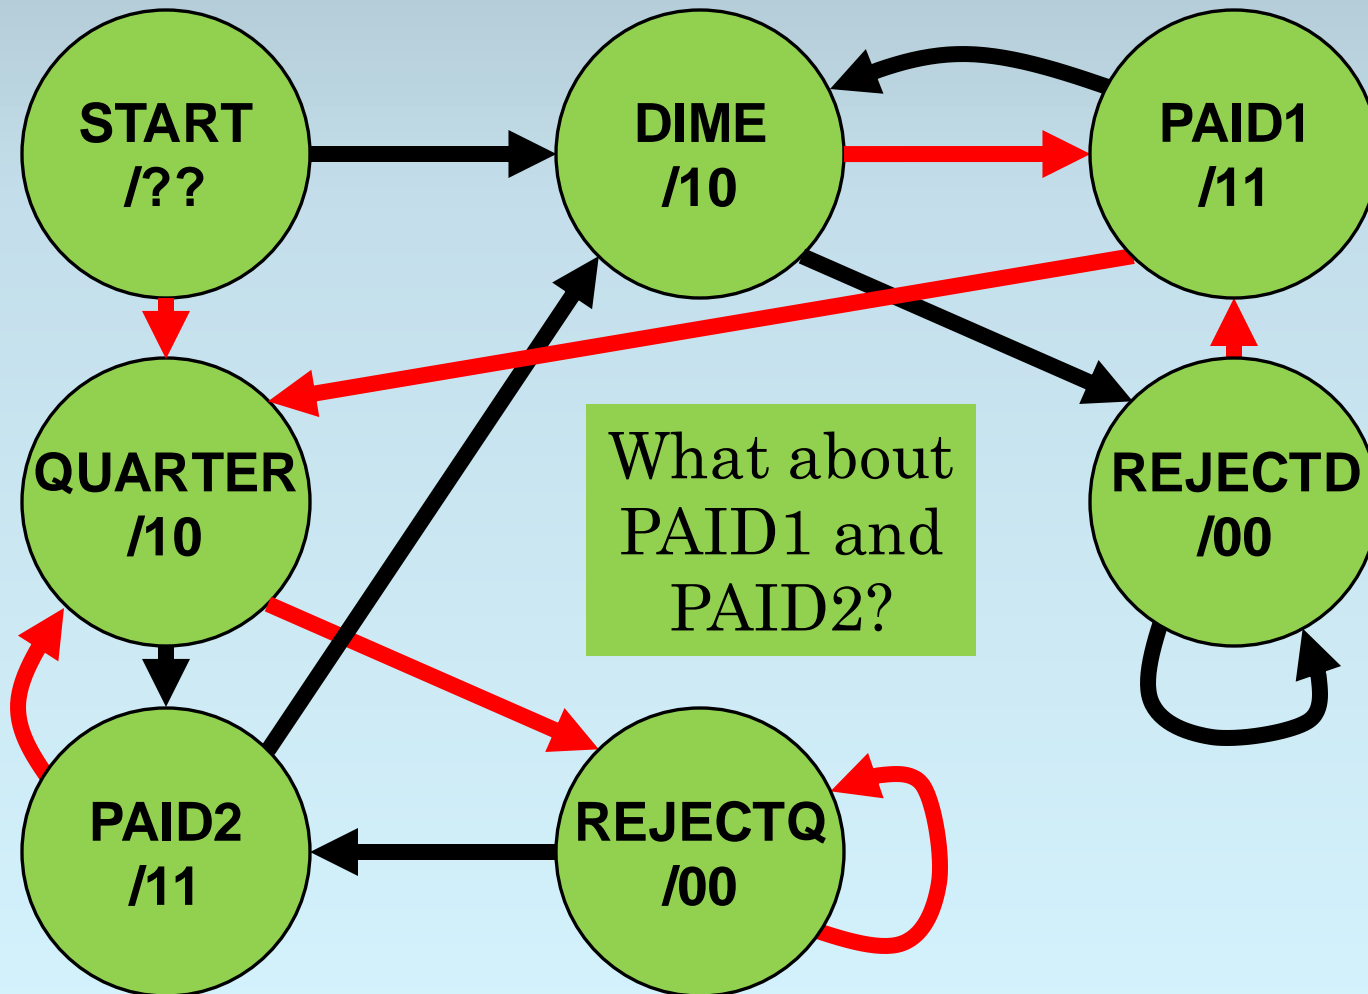 START
/??
DIME
/10
PAID1
/11
QUARTER
/10
What about
PAID1 and
PAID2?
REJECTD
/00
PAID2
/11
REJECTQ
/00